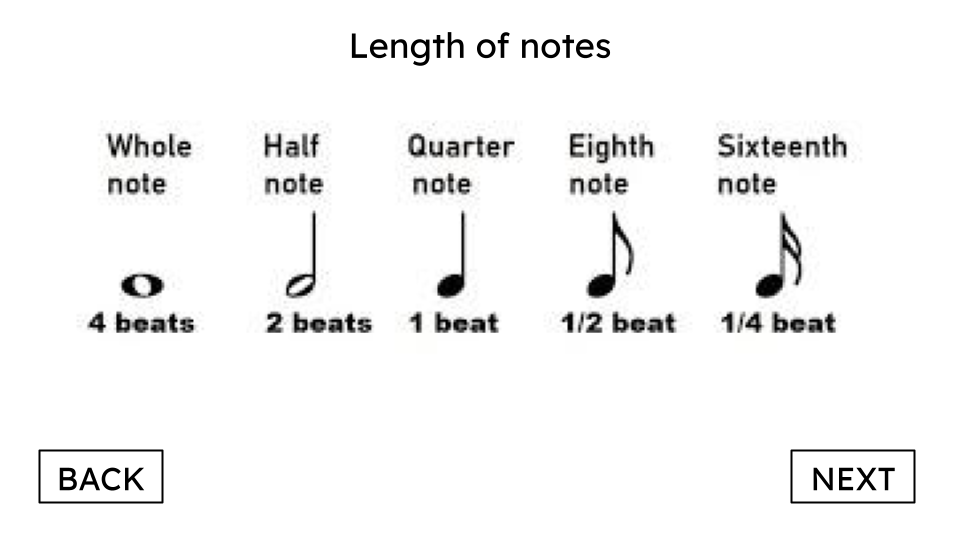 Length of notes
Whole note
Half note
Quarter note
Eighth note
Sixteenth note
4 beats
2 beats
1 beat
1/2 beat
1/4 beat
BACK
NEXT